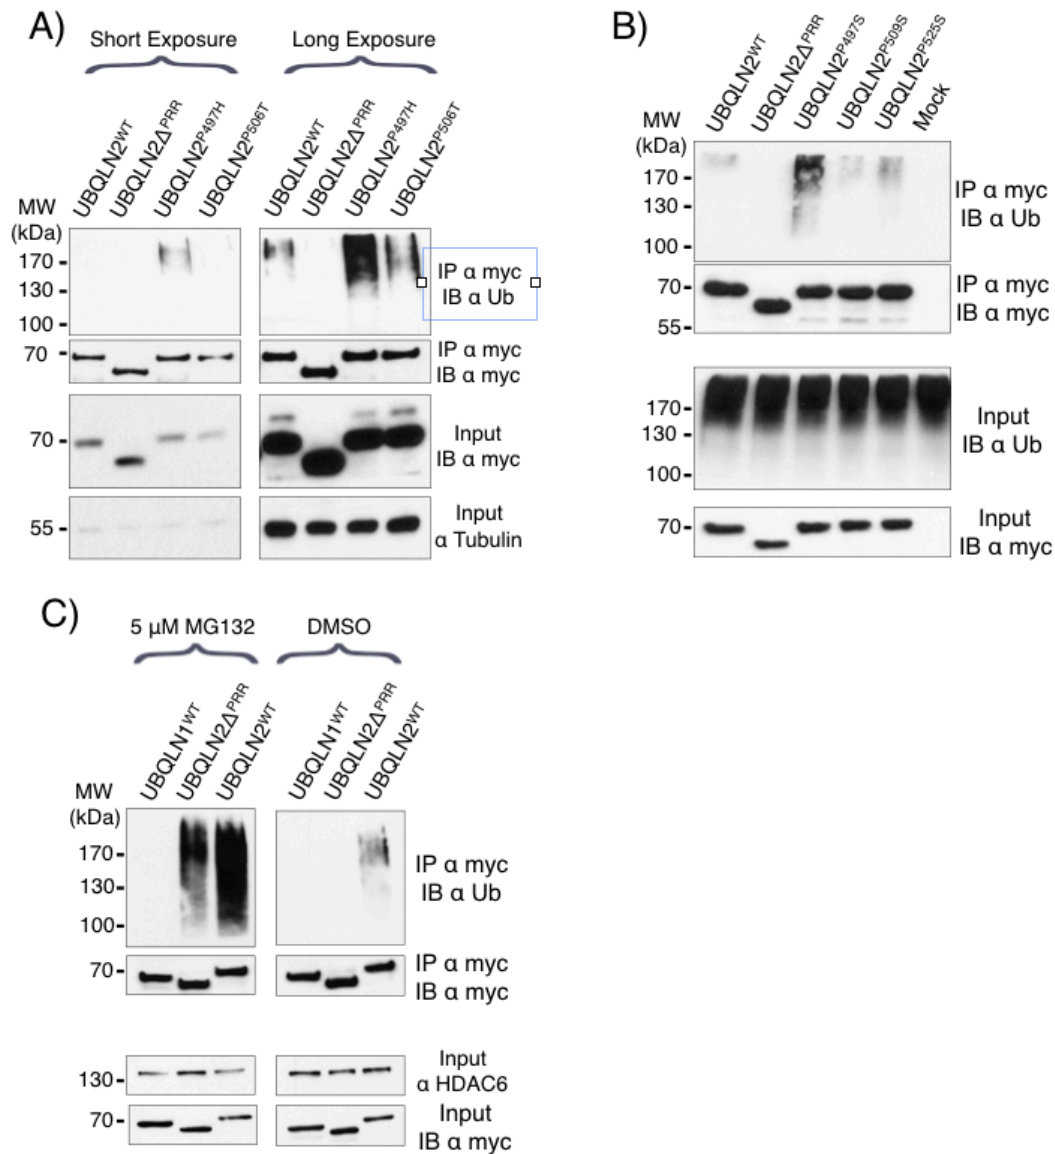 A)
Short Exposure
Long Exposure
UBQLN2WT
UBQLN2ΔPRR
UBQLN2P497H
UBQLN2P506T
UBQLN2WT
UBQLN2ΔPRR
UBQLN2P497H
UBQLN2P506T
MW
(kDa)
170
130
100
IP α myc
IB α Ub
70
IP α myc
IB α myc
70
Input
IB α myc
55
Input
α Tubulin
B)
UBQLN2WT
UBQLN2ΔPRR
UBQLN2P497S
UBQLN2P509S
UBQLN2P525S
Mock
MW
(kDa)
170
130
100
IP α myc
IB α Ub
70
55
IP α myc
IB α myc
170
130
100
Input
IB α Ub
70
Input
IB α myc
C)
5 µM MG132
DMSO
UBQLN1WT
UBQLN2ΔPRR
UBQLN2WT
UBQLN1WT
UBQLN2ΔPRR
UBQLN2WT
MW
(kDa)
170
130
100
IP α myc
IB α Ub
70
IP α myc
IB α myc
130
Input
α HDAC6
70
Input
IB α myc